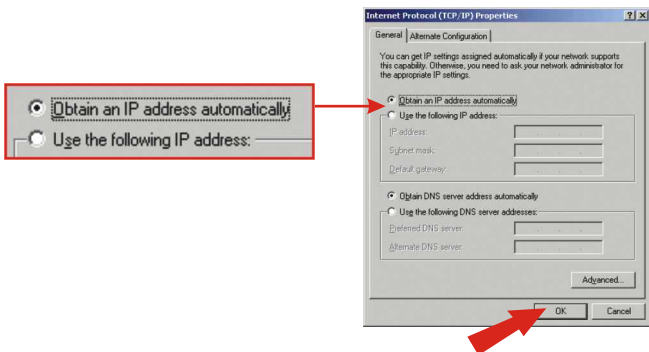 Obtain an IP address automatically
Use the following IP address:
Internet Protocol (TCP/IP) Properties
General
Alternate Configuration
You can get IP settings assigned automatically if your network supports
this capability. Otherwise, you need to ask your network administrator for
the appropriate IP settings.
Obtain an IP address automatically
Use the following IP address:
IP address:
Subnet mask:
Default gateway:
Obtain DNS server address automatically
Use the following DNS server addresses:
Preferred DNS server:
Alternate DNS server:
Advanced...
OK
Cancel